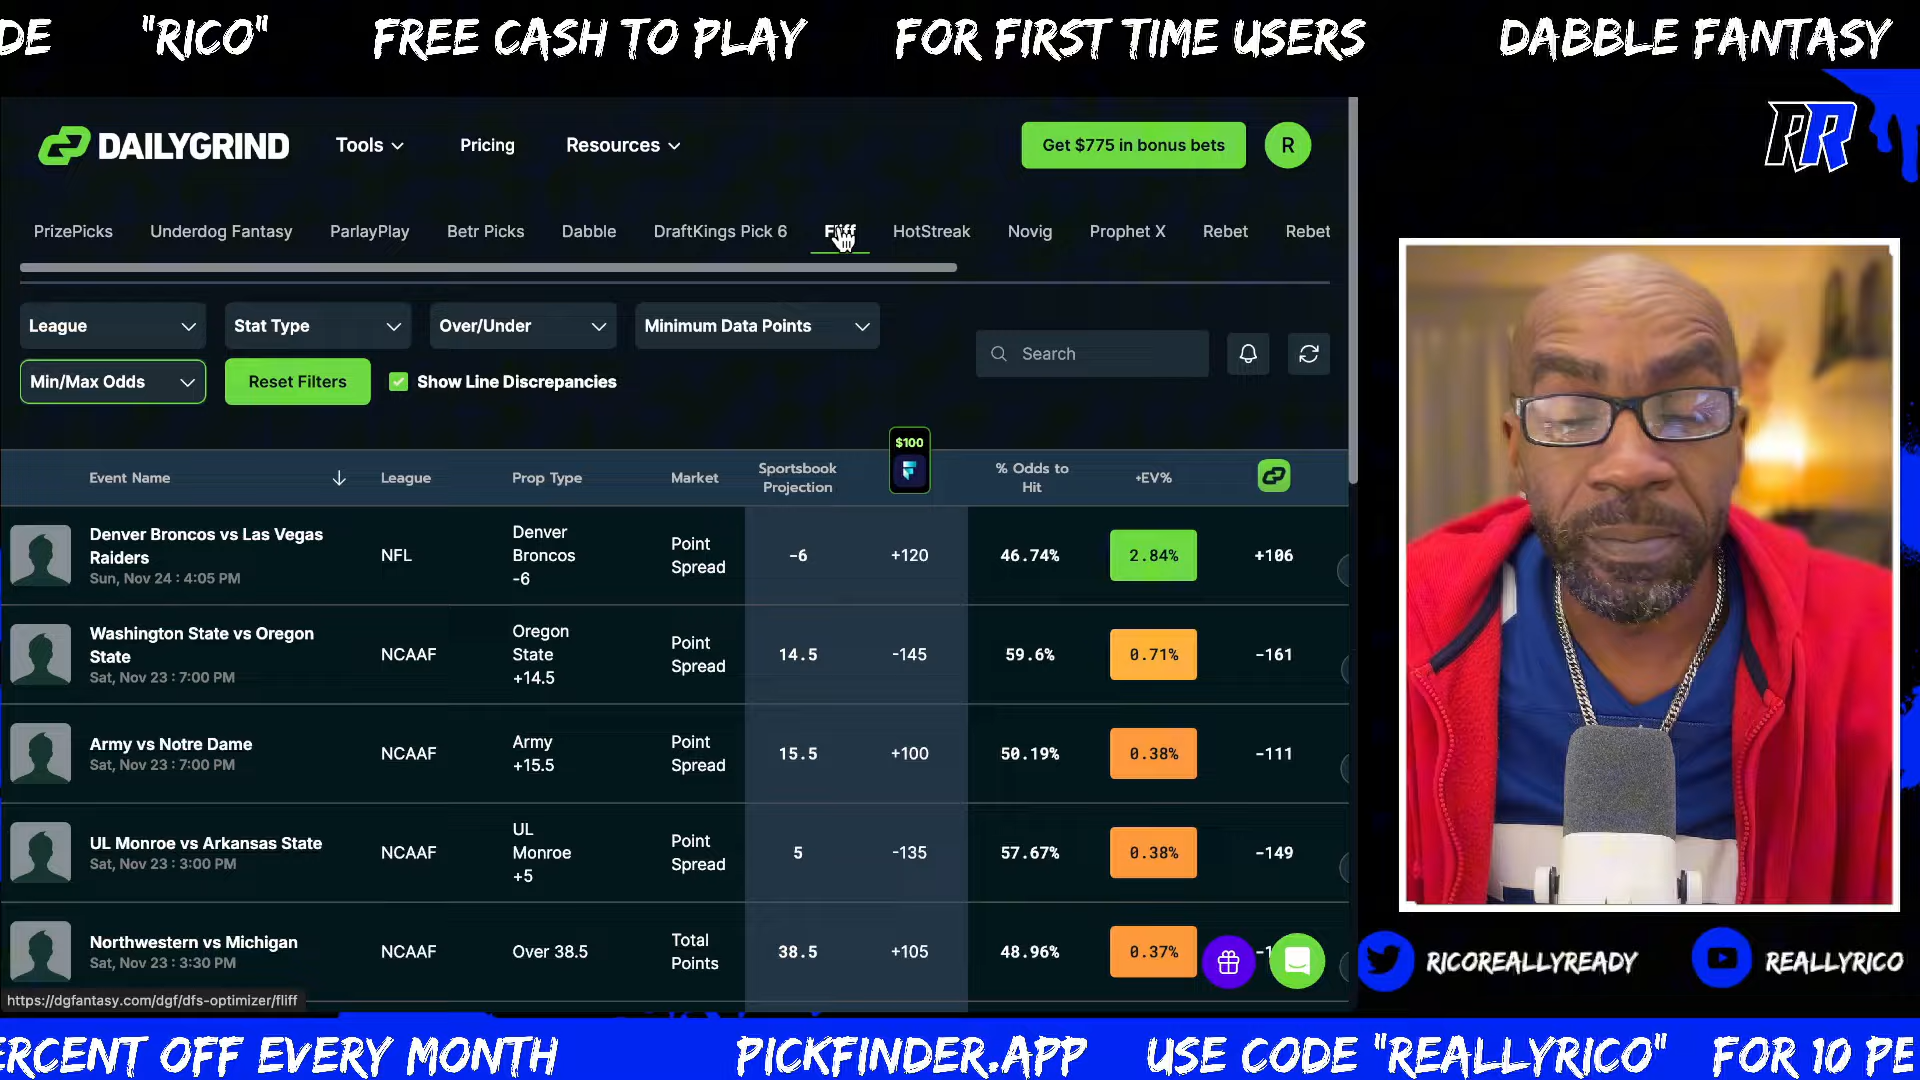 DE "RICO" FREE CASH TO PLAY FOR FIRST TIME USERS DABBLE FANTASY
DAILYGRIND Tools Pricing Resources Get $775 in bonus bets R
RR
PrizePicks Underdog Fantasy ParlayPlay Betr Picks Dabble DraftKings Pick 6 Fliff HotStreak Novig Prophet X Rebet Rebet
League Stat Type Over/Under Minimum Data Points
Search
Min/Max Odds Reset Filters Show Line Discrepancies
$100
Event Name League Prop Type Market Sportsbook Projection % Odds to Hit +EV%
Denver Broncos vs Las Vegas Raiders
Sun, Nov 24 : 4:05 PM
NFL
Denver Broncos -6
Point Spread
-6 +120 46.74% 2.84% +106
Washington State vs Oregon State
Sat, Nov 23 : 7:00 PM
NCAAF
Oregon State +14.5
Point Spread
14.5 -145 59.6% 0.71% -161
Army vs Notre Dame
Sat, Nov 23 : 7:00 PM
NCAAF
Army +15.5
Point Spread
15.5 +100 50.19% 0.38% -111
UL Monroe vs Arkansas State
Sat, Nov 23 : 3:00 PM
NCAAF
UL Monroe +5
Point Spread
5 -135 57.67% 0.38% -149
Northwestern vs Michigan
Sat, Nov 23 : 3:30 PM
NCAAF
Over 38.5
Total Points
38.5 +105 48.96% 0.37%
https://dgfantasy.com/dgf/dfs-optimizer/fliff
RICOREALLYREADY REALLYRICO
ERCENT OFF EVERY MONTH PICKFINDER.APP USE CODE "REALLYRICO" FOR 10 PE